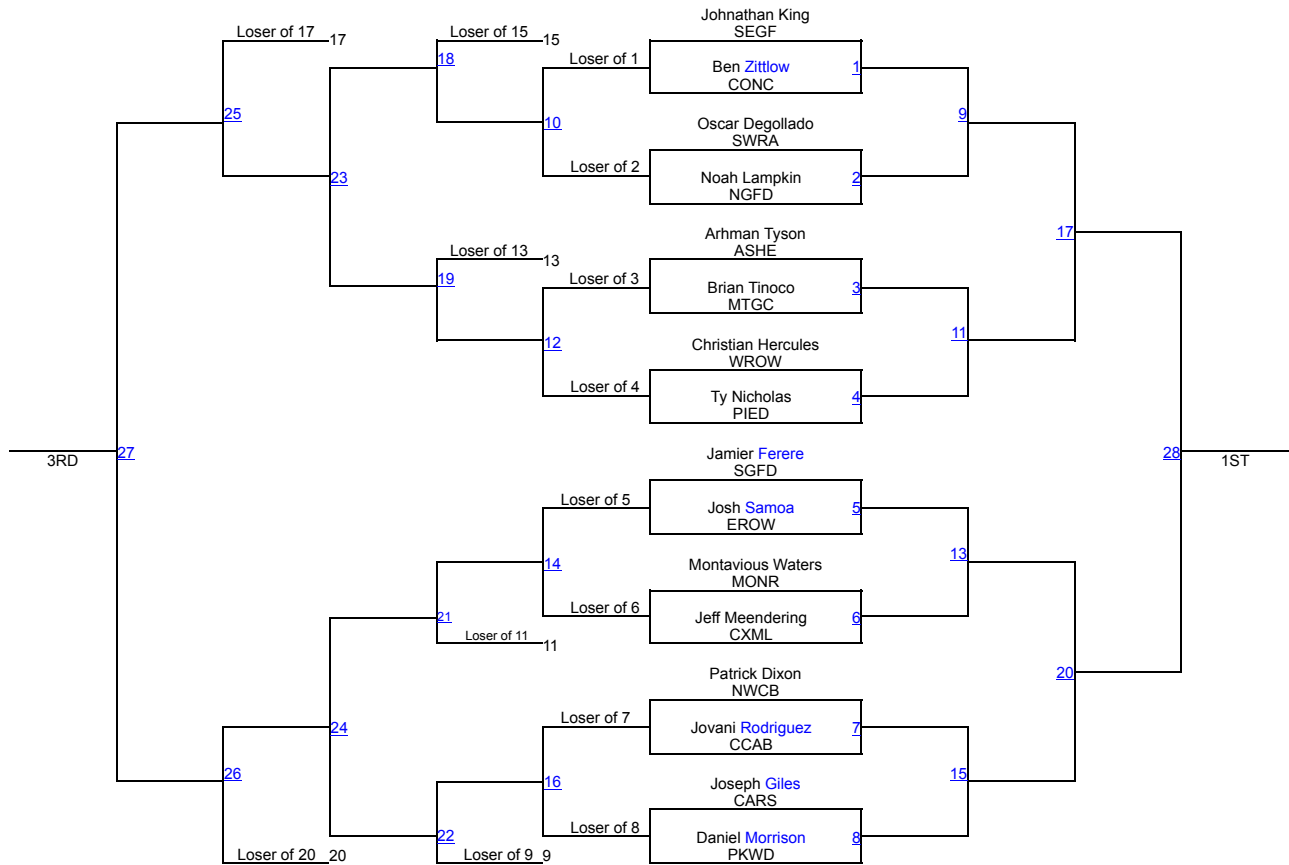 Johnathan King
SEGF
Loser of 17 17
Loser of 15 15
18
Loser of 1
Ben Zittlow 1
CONC
25
10
9
Oscar Degollado
SWRA
Loser of 2
Noah Lampkin 2
NGFD
23
Arhman Tyson
ASHE
17
Loser of 13 13
19
Loser of 3
Brian Tinoco 3
MTGC
12
11
Christian Hercules
WROW
Loser of 4
Ty Nicholas 4
PIED
3RD 27
Jamier Ferere
SGFD
28 1ST
Loser of 5
Josh Samoa 5
EROW
14
13
Montavious Waters
MONR
21
Loser of 6
Jeff Meendering 6
CXML
Loser of 11 11
Patrick Dixon
NWCB
20
24
Loser of 7
Jovani Rodriguez 7
CCAB
26
16
15
Joseph Giles
CARS
22
Loser of 8
Daniel Morrison 8
PKWD
Loser of 20 20
Loser of 9 9